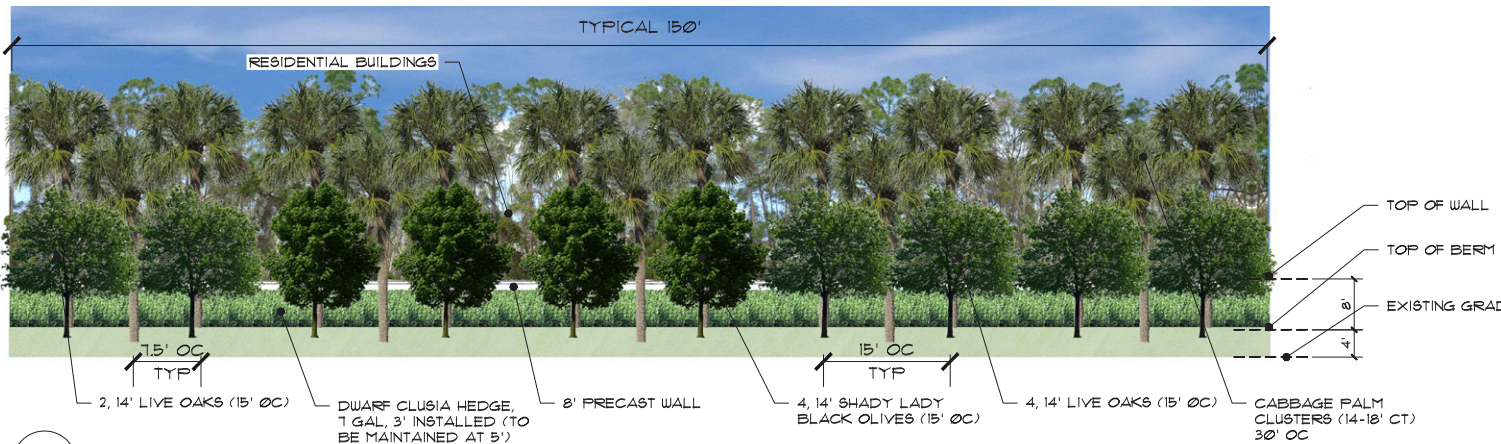 TYPICAL 150'
RESIDENTIAL BUILDINGS
TOP OF WALL
TOP OF BERM
8'
EXISTING GRAD
4'
7.5' OC
TYP
15' OC
TYP
2, 14' LIVE OAKS (15' OC)
DWARF CLUSIA HEDGE,
7 GAL, 3' INSTALLED (TO
BE MAINTAINED AT 5')
8' PRECAST WALL
4, 14' SHADY LADY
BLACK OLIVES (15' OC)
4, 14' LIVE OAKS (15' OC)
CABBAGE PALM
CLUSTERS (14-18' CT)
30' OC